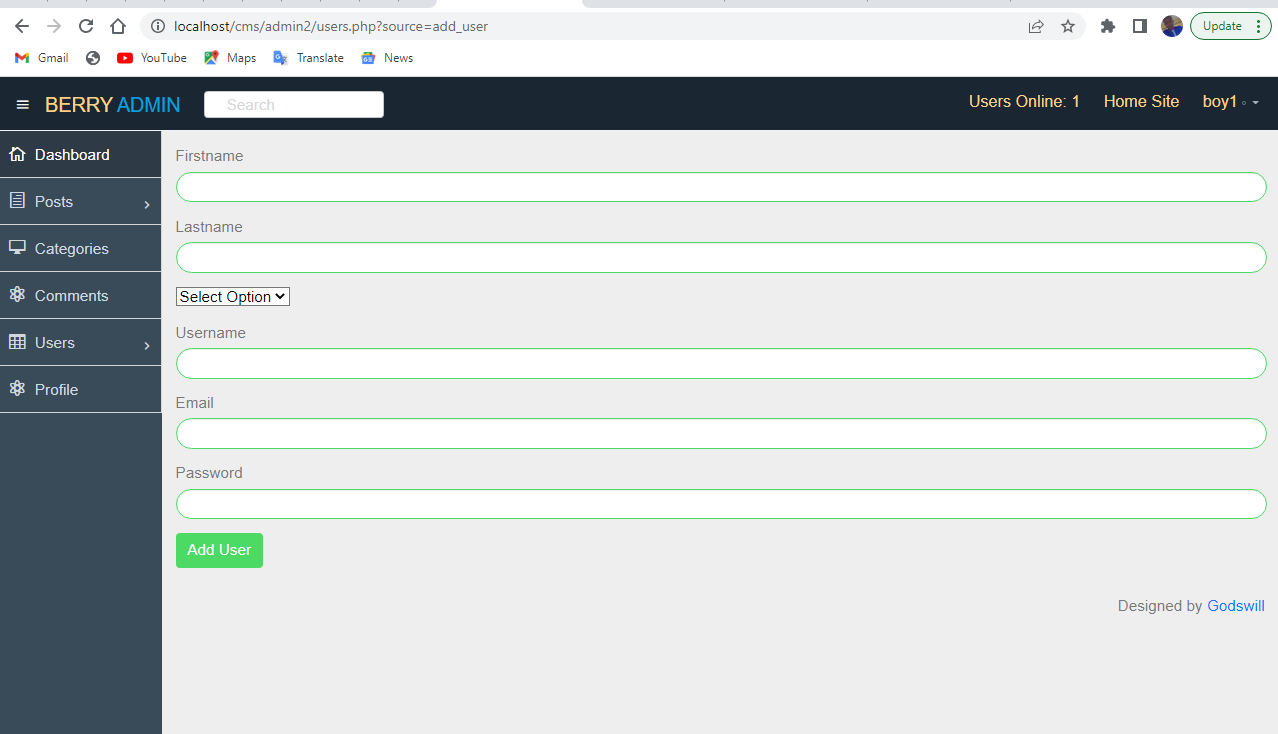 localhost/cms/admin2/users.php?source=add_user
Update
Gmail
YouTube
Maps
Translate
News
BERRY ADMIN
Search
Users Online: 1
Home Site
boy1
Dashboard
Posts
Categories
Comments
Users
Profile
Firstname
Lastname
Select Option
Username
Email
Password
Add User
Designed by Godswill